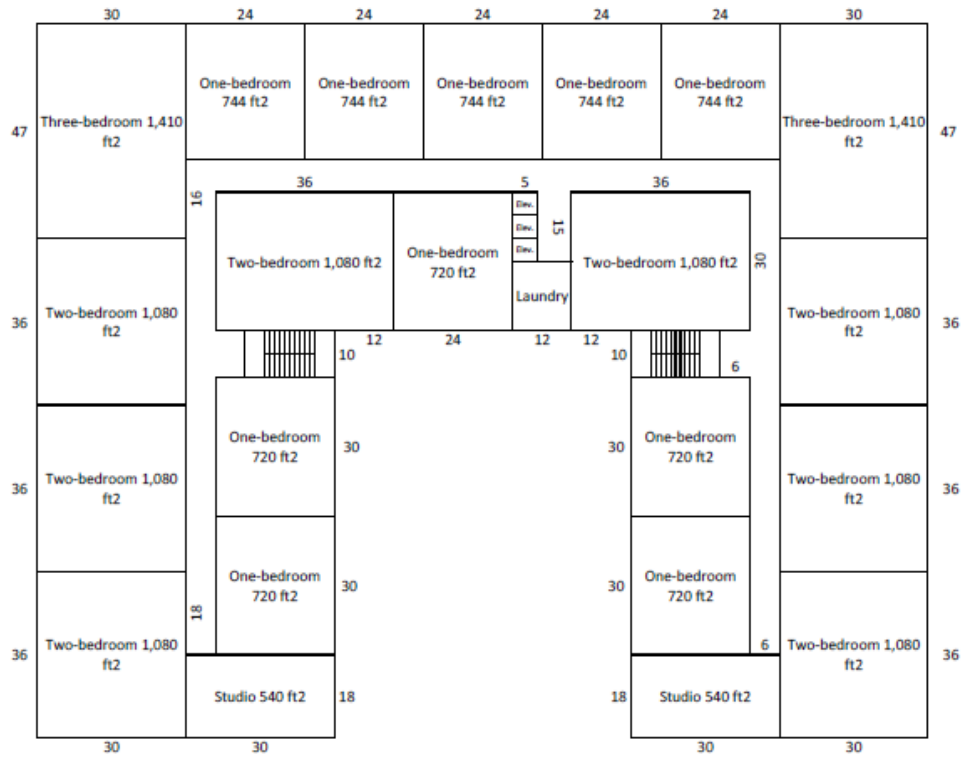 30
24
24
24
24
24
30
One-bedroom
744 ft2
One-bedroom
744 ft2
One-bedroom
744 ft2
One-bedroom
744 ft2
One-bedroom
744 ft2
47
Three-bedroom 1,410
ft2
Three-bedroom 1,410
ft2
47
36
5
36
16
Elev.
Elev.
Elev.
15
Two-bedroom 1,080 ft2
One-bedroom
720 ft2
Two-bedroom 1,080 ft2
30
Laundry
36
Two-bedroom 1,080
ft2
Two-bedroom 1,080
ft2
36
12
24
12
12
10
10
6
One-bedroom
720 ft2
30
30
One-bedroom
720 ft2
36
Two-bedroom 1,080
ft2
Two-bedroom 1,080
ft2
36
One-bedroom
720 ft2
30
30
One-bedroom
720 ft2
18
6
36
Two-bedroom 1,080
ft2
Two-bedroom 1,080
ft2
36
Studio 540 ft2
18
18
Studio 540 ft2
30
30
30
30